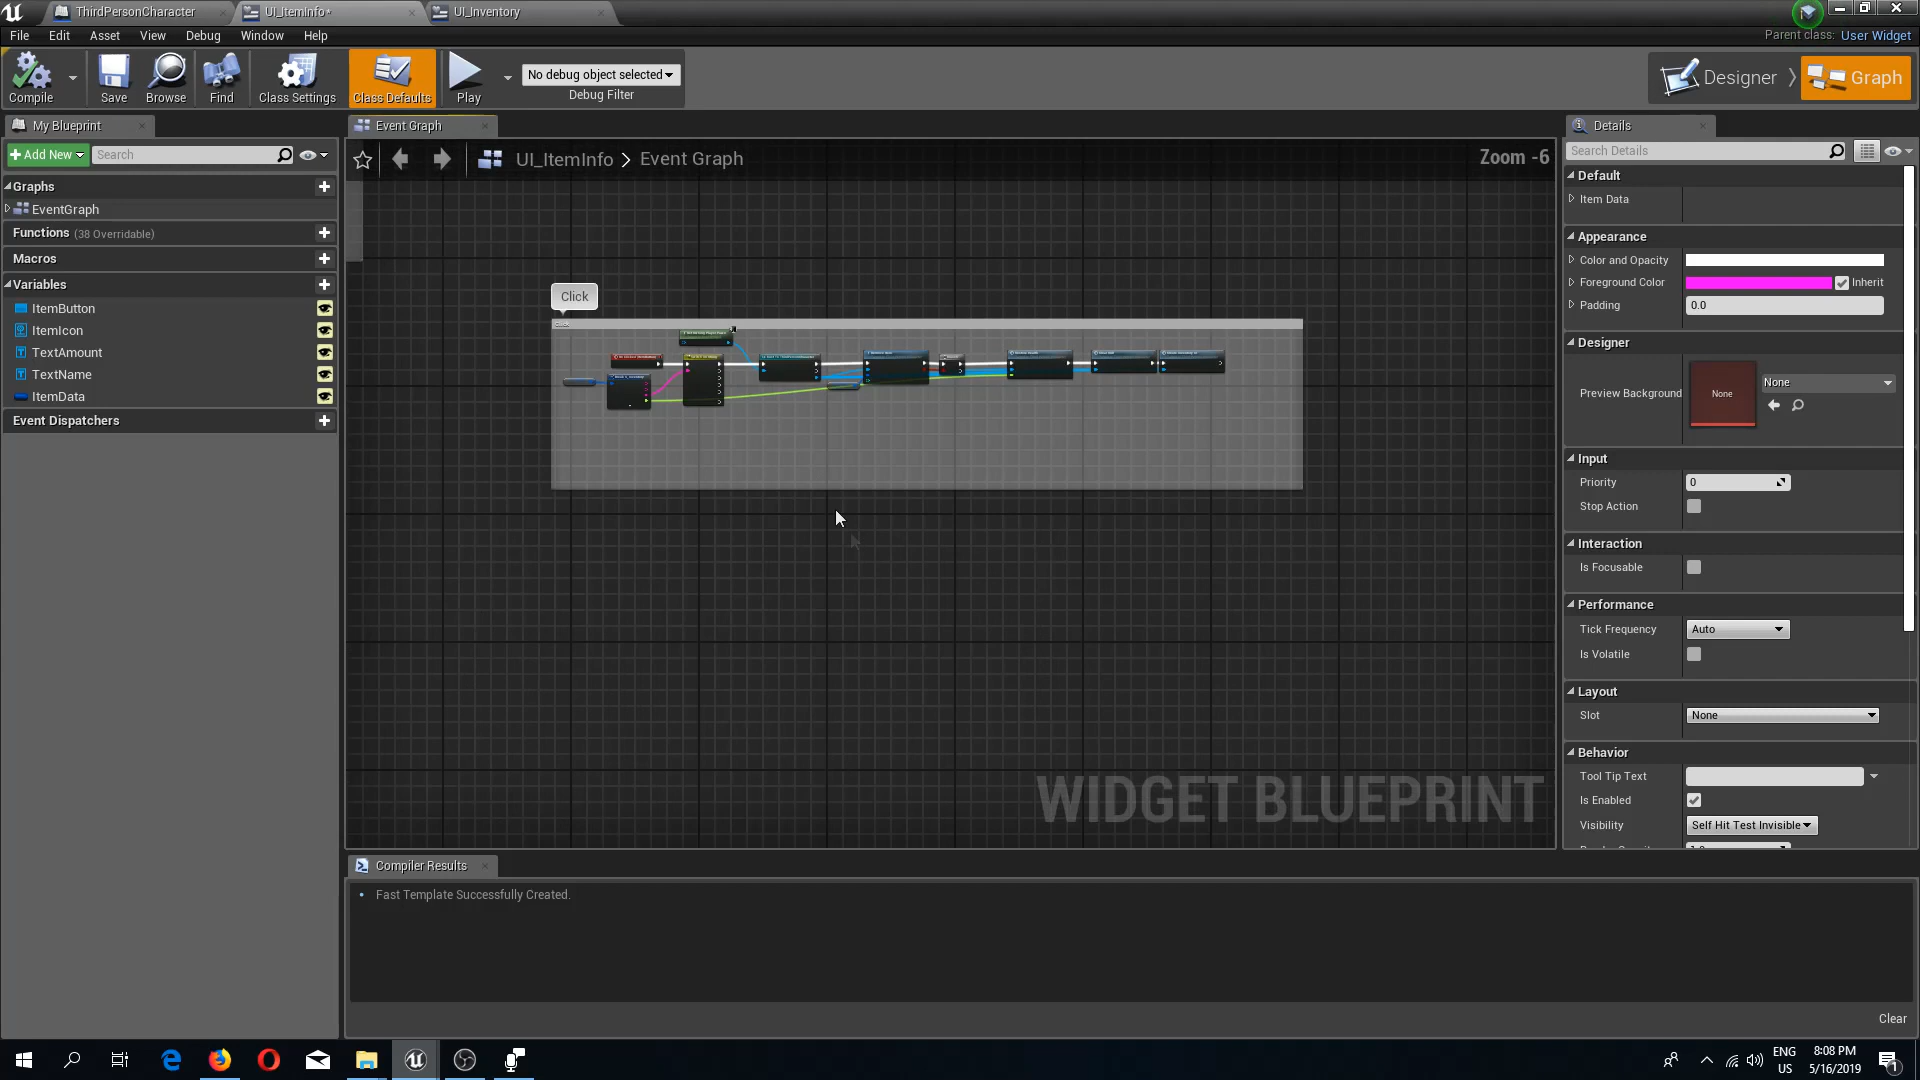 ThirdPersonCharacter
UI_ItemInfo*
UI_Inventory
File Edit Asset View Debug Window Help
Parent class: User Widget
Compile
Save
Browse
Find
Class Settings
Class Defaults
Play
No debug object selected
Debug Filter
Designer
Graph
My Blueprint
+ Add New
Search
Graphs
EventGraph
Functions (38 Overridable)
Macros
Variables
ItemButton
ItemIcon
TextAmount
TextName
ItemData
Event Dispatchers
Event Graph
UI_ItemInfo > Event Graph
Zoom -6
Click
WIDGET BLUEPRINT
Compiler Results
Fast Template Successfully Created.
Clear
Details
Search Details
Default
Item Data
Appearance
Color and Opacity
Foreground Color
Inherit
Padding
0.0
Designer
Preview Background
None
None
Input
Priority
0
Stop Action
Interaction
Is Focusable
Performance
Tick Frequency
Auto
Is Volatile
Layout
Slot
None
Behavior
Tool Tip Text
Is Enabled
Visibility
Self Hit Test Invisible
ENG
US
8:08 PM
5/16/2019
1